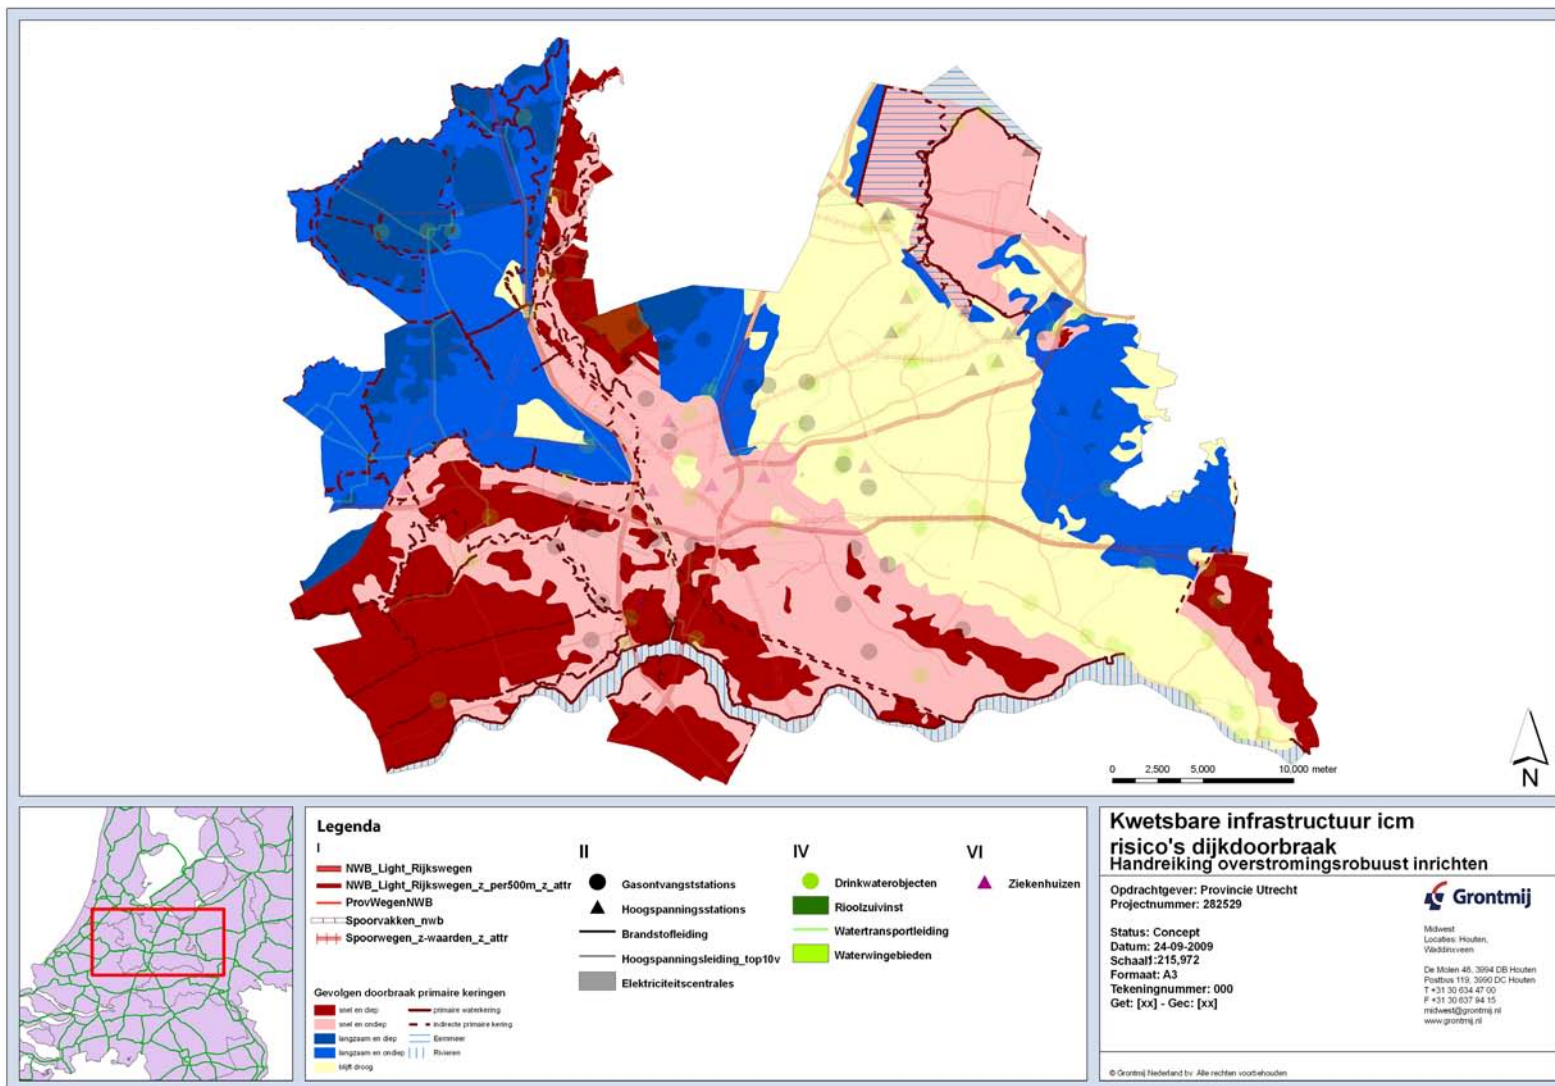 0 2,500 5,000 10,000 meter
N
Legenda
I
NWB_Light_Rijkswegen
NWB_Light_Rijkswegen_z_per500m_z_attr
ProvWegenNWB
Spoorvakken_nwb
Spoorwegen_z-waarden_z_attr
Gevolgen doorbraak primaire keringen
snel en diep
snel en ondiep
langzaam en diep
langzaam en ondiep
blijft droog
primaire waterkering
indirecte primaire kering
Eemmeer
Rivieren
II
Gasontvangststations
Hoogspanningsstations
Brandstofleiding
Hoogspanningsleiding_top10v
Elektriciteitscentrales
IV
Drinkwaterobjecten
Rioolzuivinst
Watertransportleiding
Waterwingebieden
VI
Ziekenhuizen
Kwetsbare infrastructuur icm
risico's dijkdoorbraak
Handreiking overstromingsrobuust inrichten
Opdrachtgever: Provincie Utrecht
Projectnummer: 282529
Status: Concept
Datum: 24-09-2009
Schaal1:215,972
Formaat: A3
Tekeningnummer: 000
Get: [xx] - Gec: [xx]
Grontmij
Midwest
Locaties: Houten,
Waddinxveen
De Molen 48, 3994 DB Houten
Postbus 119, 3990 DC Houten
T +31 30 634 47 00
F +31 30 637 94 15
midwest@grontmij.nl
www.grontmij.nl
© Grontmij Nederland bv Alle rechten voorbehouden